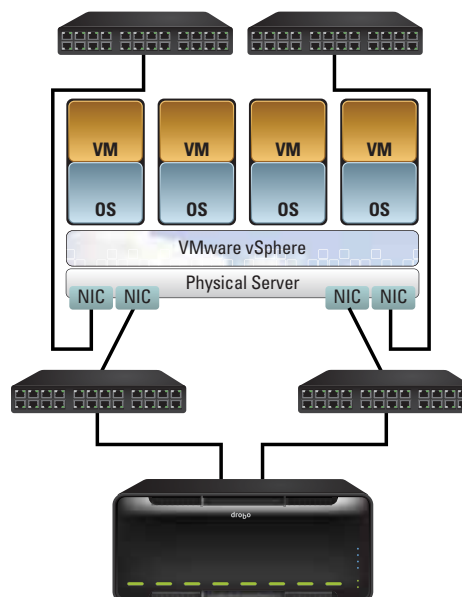 VM VM VM VM
OS OS OS OS
VMware vSphere
Physical Server
NIC NIC NIC NIC
drobo